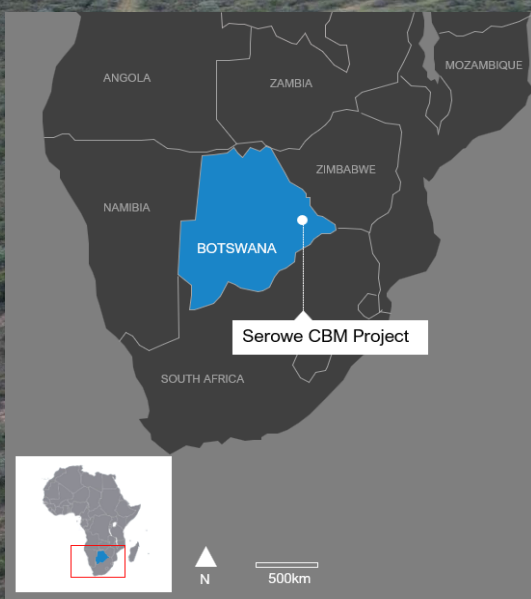 MOZAMBIQUE
ANGOLA
ZAMBIA
ZIMBABWE
NAMIBIA
BOTSWANA
Serowe CBM Project
SOUTH AFRICA
N
500km